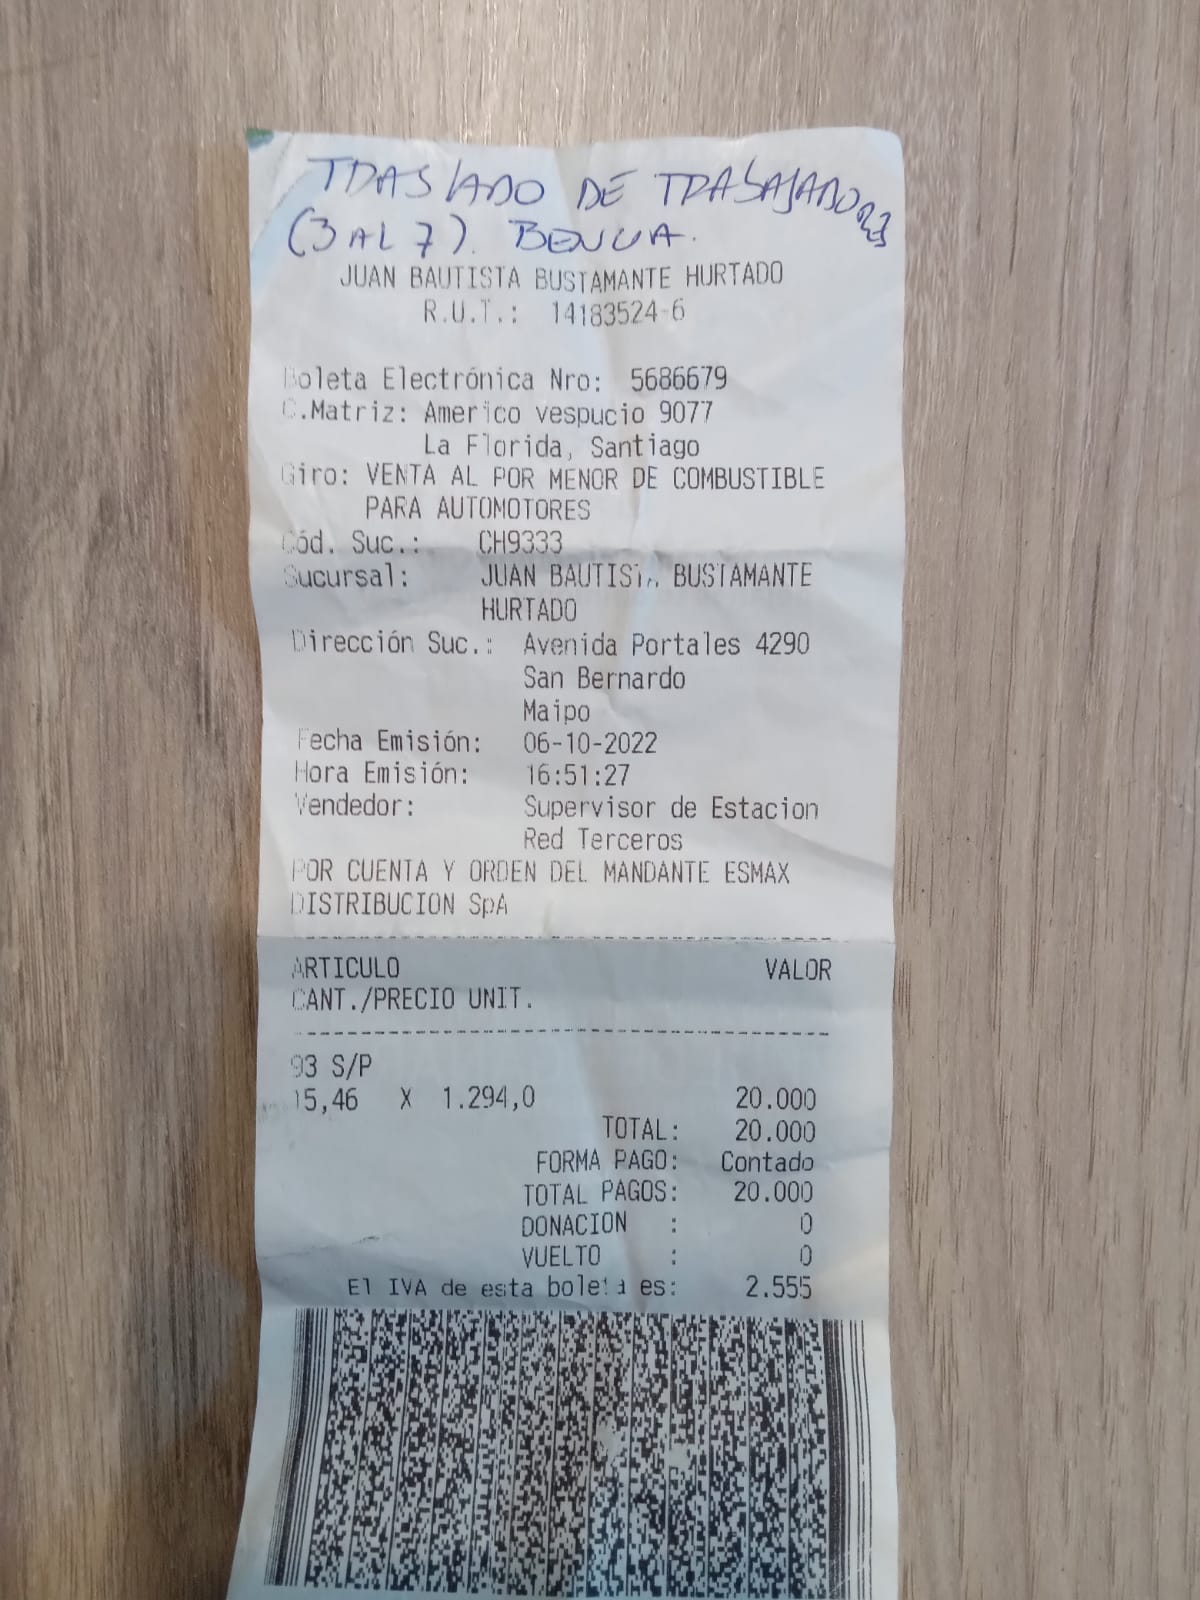 TRASLADO DE TRABAJADORES
(3 AL 7). BENCINA.
JUAN BAUTISTA BUSTAMANTE HURTADO
R.U.T.: 14183524-6
Boleta Electrónica Nro: 5686679
C.Matriz: Americo vespucio 9077
La Florida, Santiago
Giro: VENTA AL POR MENOR DE COMBUSTIBLE
PARA AUTOMOTORES
Cód. Suc.: CH9333
Sucursal: JUAN BAUTISTA BUSTAMANTE
HURTADO
Dirección Suc.: Avenida Portales 4290
San Bernardo
Maipo
Fecha Emisión: 06-10-2022
Hora Emisión: 16:51:27
Vendedor: Supervisor de Estacion
Red Terceros
POR CUENTA Y ORDEN DEL MANDANTE ESMAX
DISTRIBUCION SpA
ARTICULO VALOR
CANT./PRECIO UNIT.
93 S/P
15,46 X 1.294,0 20.000
TOTAL: 20.000
FORMA PAGO: Contado
TOTAL PAGOS: 20.000
DONACION : 0
VUELTO : 0
El IVA de esta boleta es: 2.555